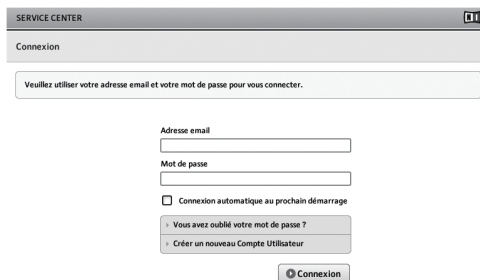 SERVICE CENTER
Connexion
Veuillez utiliser votre adresse email et votre mot de passe pour vous connecter.
Adresse email
Mot de passe
Connexion automatique au prochain démarrage
Vous avez oublié votre mot de passe ?
Créer un nouveau Compte Utilisateur
Connexion